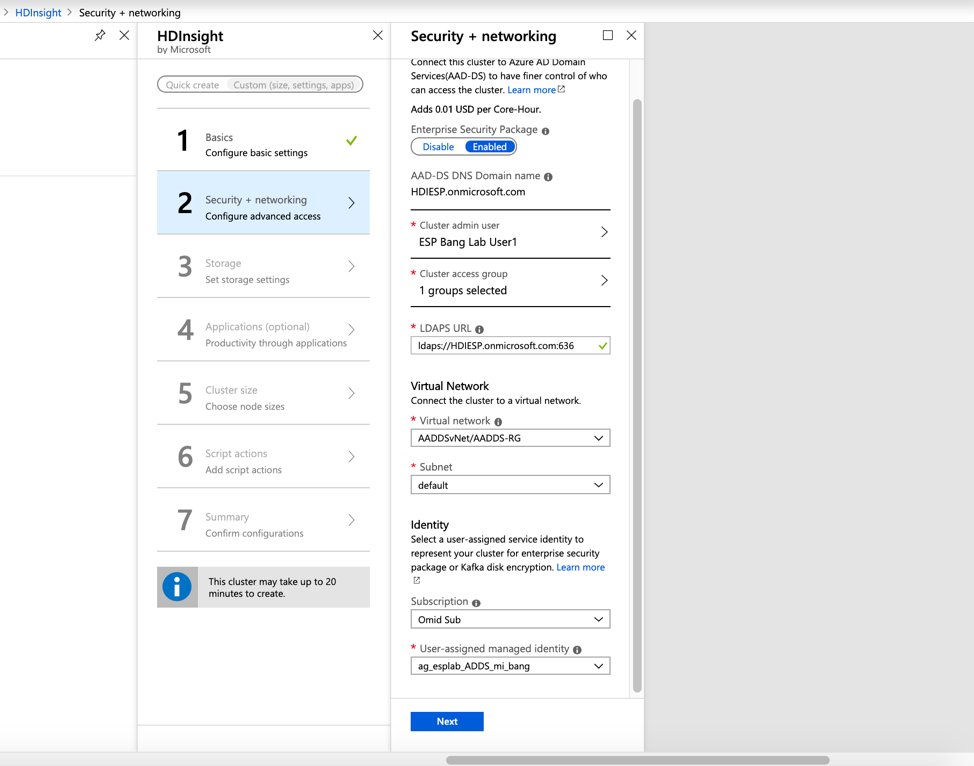 HDInsight > Security + networking
HDInsight
by Microsoft
Quick create Custom (size, settings, apps)
1
Basics
Configure basic settings
2
Security + networking
Configure advanced access
3
Storage
Set storage settings
4
Applications (optional)
Productivity through applications
5
Cluster size
Choose node sizes
6
Script actions
Add script actions
7
Summary
Confirm configurations
This cluster may take up to 20
minutes to create.
Security + networking
Connect this cluster to Azure AD Domain
Services(AAD-DS) to have finer control of who
can access the cluster. Learn more
Adds 0.01 USD per Core-Hour.
Enterprise Security Package
Disable Enabled
AAD-DS DNS Domain name
HDIESP.onmicrosoft.com
* Cluster admin user
ESP Bang Lab User1
* Cluster access group
1 groups selected
* LDAPS URL
ldaps://HDIESP.onmicrosoft.com:636
Virtual Network
Connect the cluster to a virtual network.
* Virtual network
AADDSvNet/AADDS-RG
* Subnet
default
Identity
Select a user-assigned service identity to
represent your cluster for enterprise security
package or Kafka disk encryption. Learn more
Subscription
Omid Sub
* User-assigned managed identity
ag_esplab_ADDS_mi_bang
Next